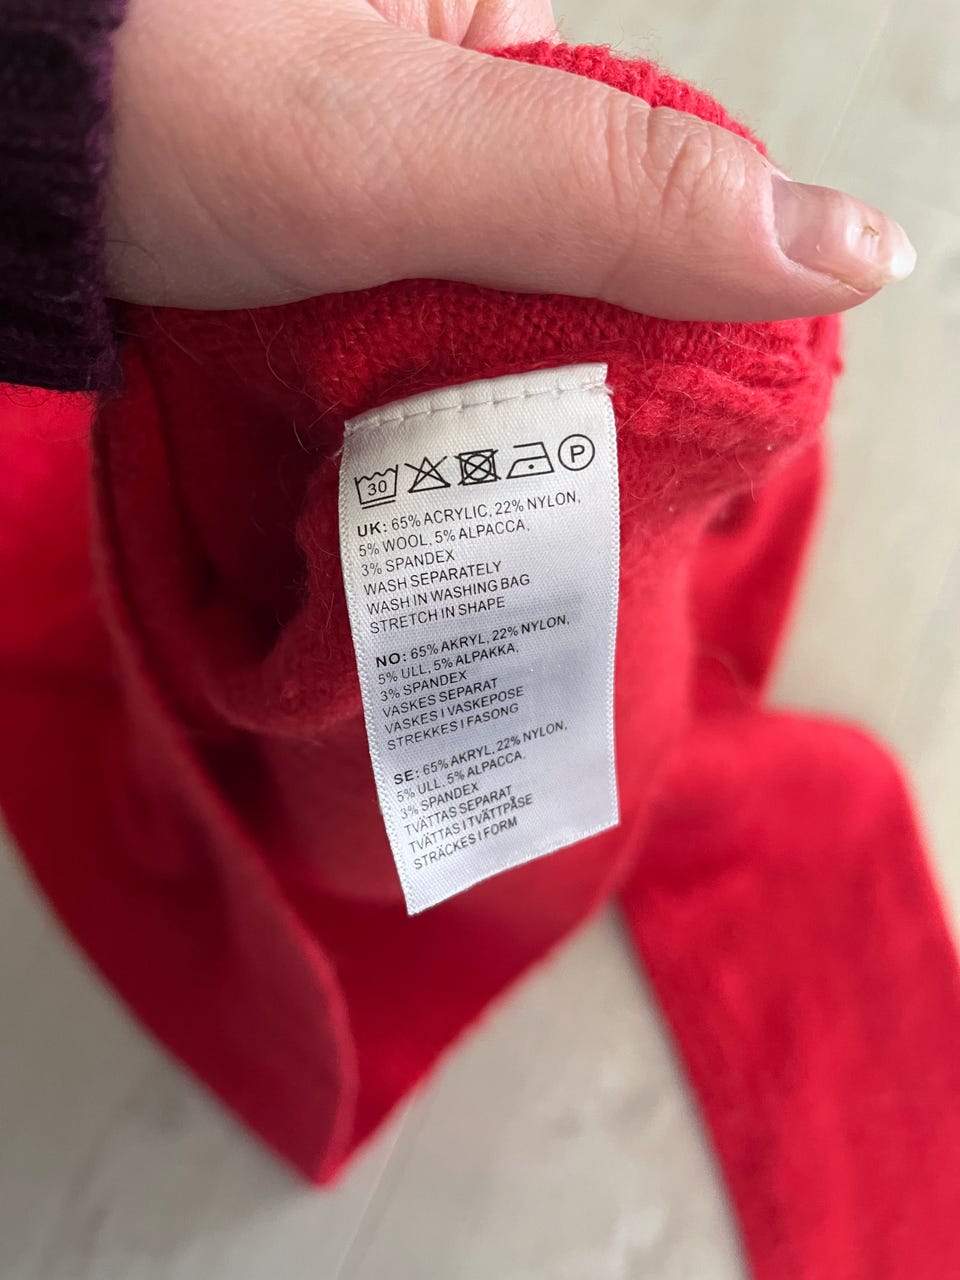 30 P
UK: 65% ACRYLIC, 22% NYLON,
5% WOOL, 5% ALPACCA,
3% SPANDEX
WASH SEPARATELY
WASH IN WASHING BAG
STRETCH IN SHAPE
NO: 65% AKRYL, 22% NYLON,
5% ULL, 5% ALPAKKA,
3% SPANDEX
VASKES SEPARAT
VASKES I VASKEPOSE
STREKKES I FASONG
SE: 65% AKRYL, 22% NYLON,
5% ULL, 5% ALPACCA,
3% SPANDEX
TVÄTTAS SEPARAT
TVÄTTAS I TVÄTTPÅSE
STRÄCKES I FORM